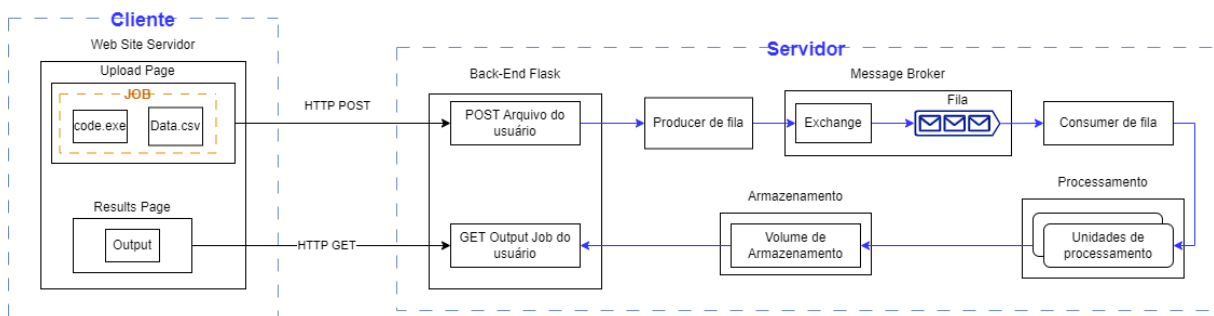 Cliente
Web Site Servidor
Upload Page
JOB
code.exe
Data.csv
Results Page
Output
HTTP POST
HTTP GET
Servidor
Back-End Flask
POST Arquivo do
usuário
GET Output Job do
usuário
Producer de fila
Message Broker
Exchange
Fila
Consumer de fila
Armazenamento
Volume de
Armazenamento
Processamento
Unidades de
processamento